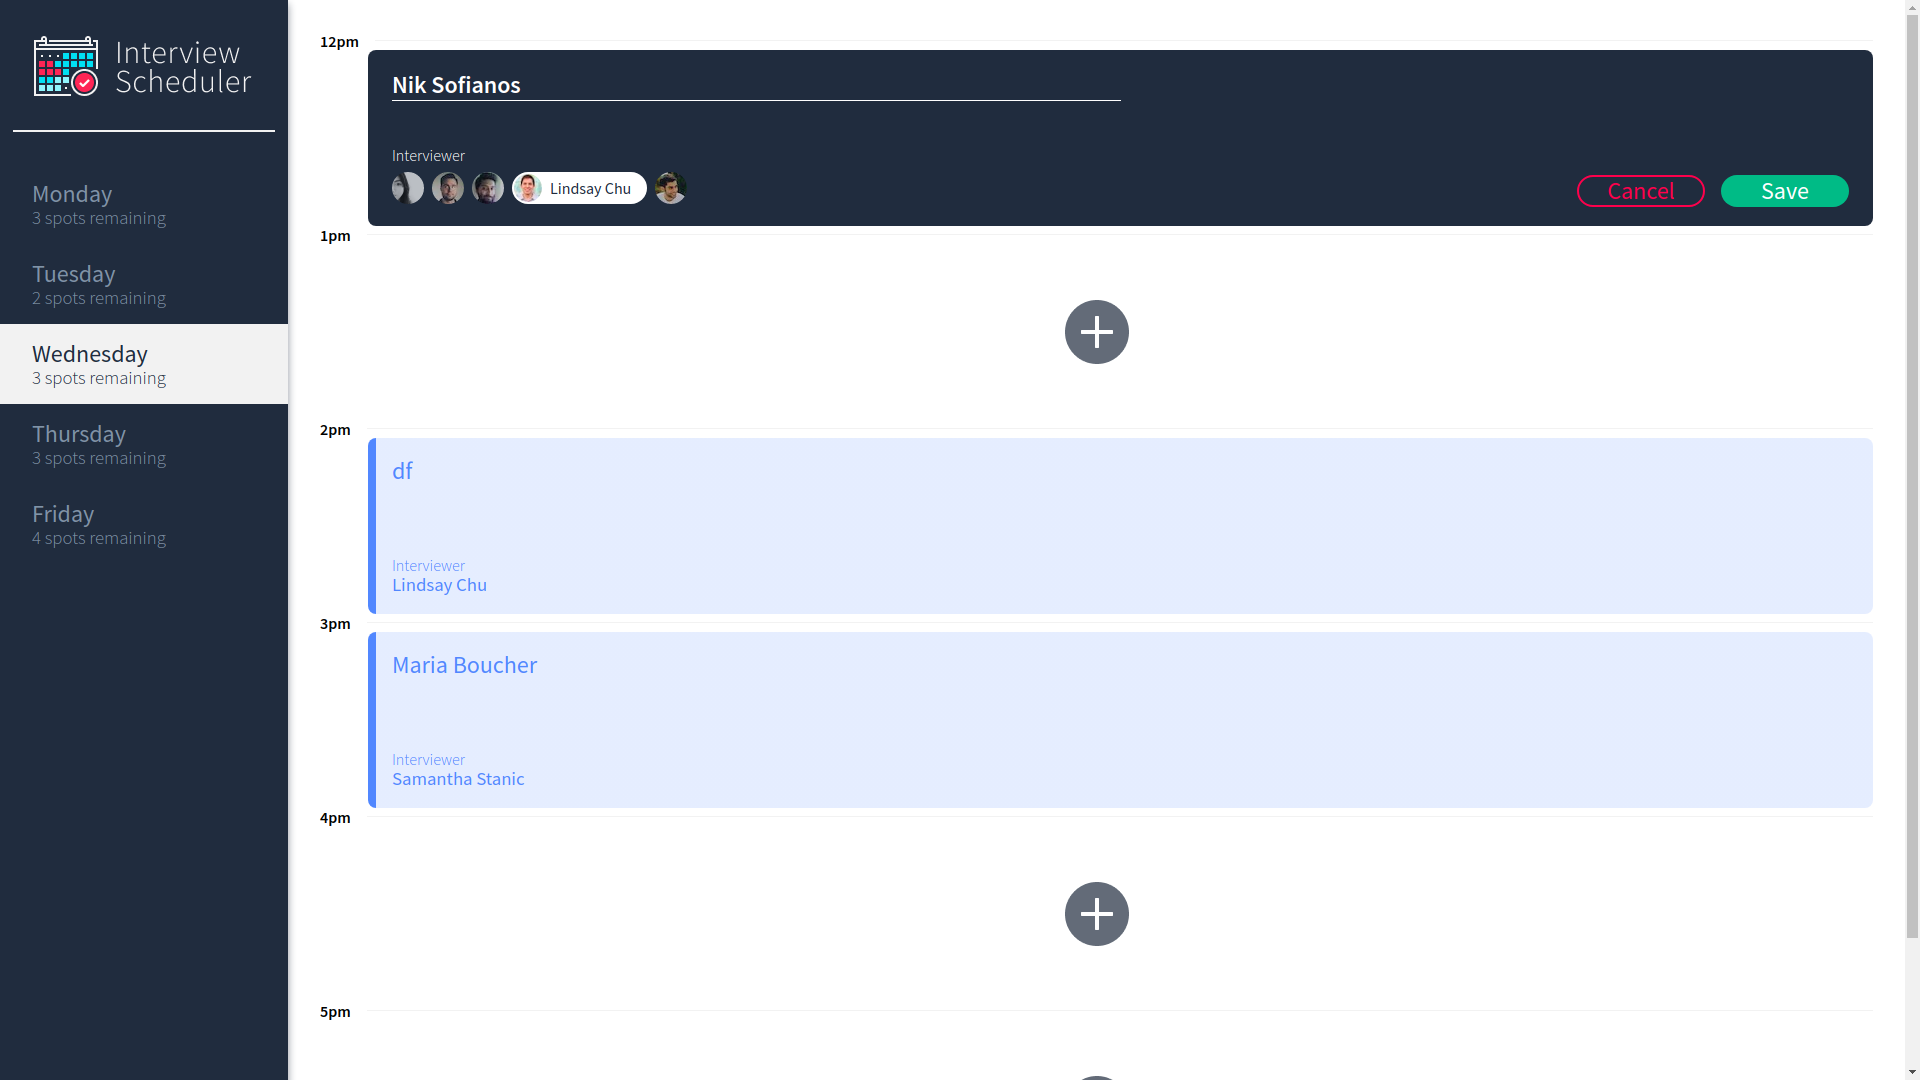 Interview
Scheduler
Monday
3 spots remaining
Tuesday
2 spots remaining
Wednesday
3 spots remaining
Thursday
3 spots remaining
Friday
4 spots remaining
12pm
Nik Sofianos
Interviewer
Lindsay Chu
Cancel
Save
1pm
2pm
df
Interviewer
Lindsay Chu
3pm
Maria Boucher
Interviewer
Samantha Stanic
4pm
5pm